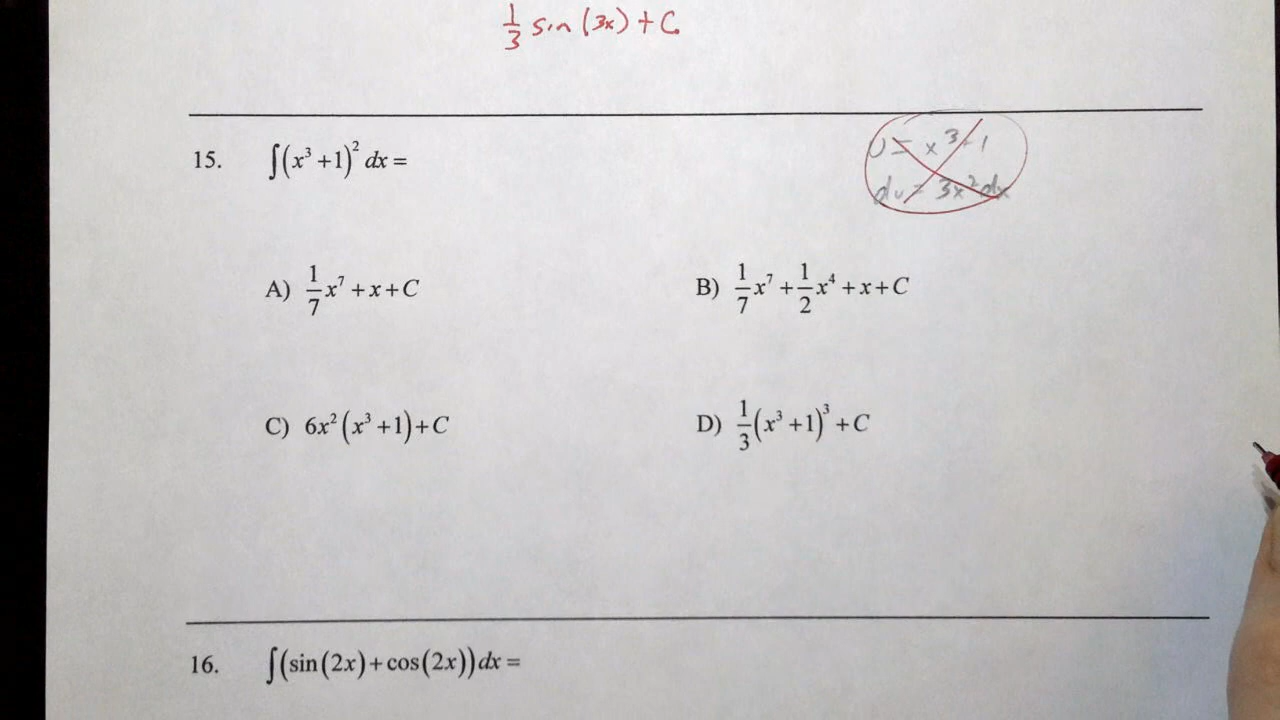 1/3 sin (3x) + C
15. ∫(x³+1)² dx =
U = x³ 1
du = 3x² dx
A) 1/7 x⁷ + x + C
B) 1/7 x⁷ + 1/2 x⁴ + x + C
C) 6x²(x³+1)+C
D) 1/3 (x³+1)³ + C
16. ∫(sin(2x)+cos(2x))dx =